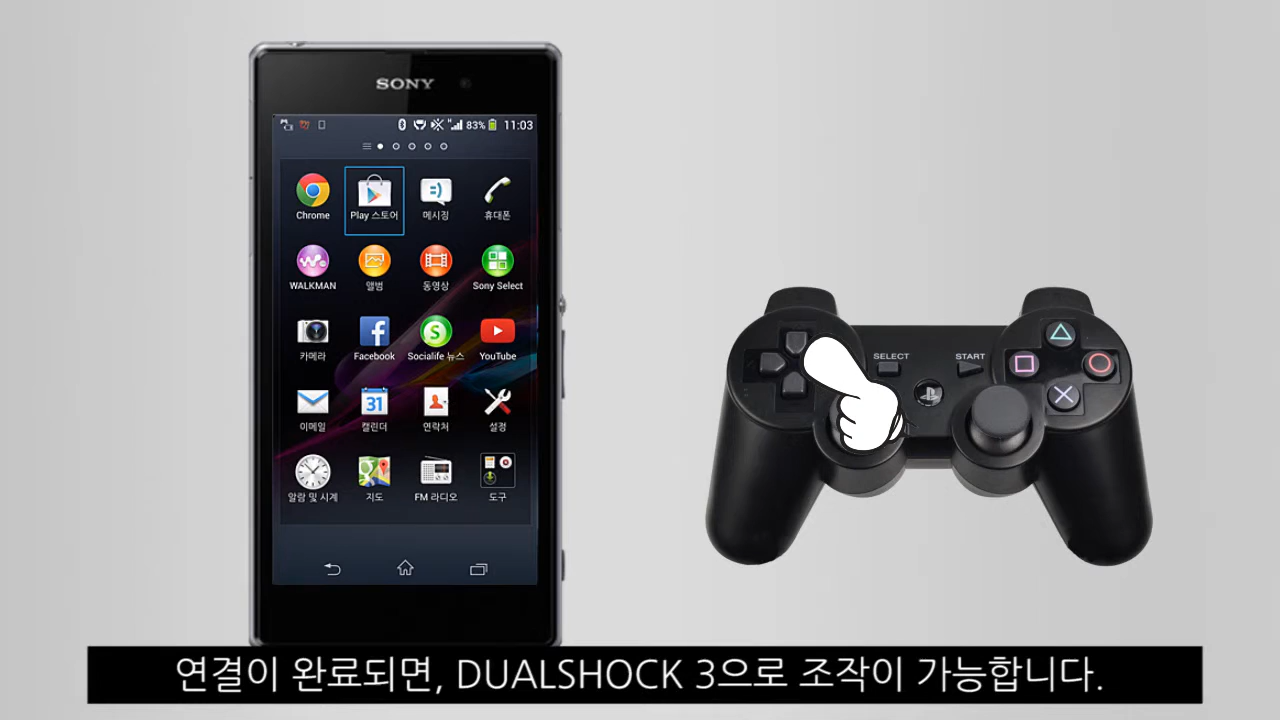 SONY
83% 11:03
Chrome Play 스토어 메시징 휴대폰
WALKMAN 앨범 동영상 Sony Select
카메라 Facebook Socialife 뉴스 YouTube
31
이메일 캘린더 연락처 설정
알람 및 시계 지도 FM 라디오 도구
SELECT START
연결이 완료되면, DUALSHOCK 3으로 조작이 가능합니다.